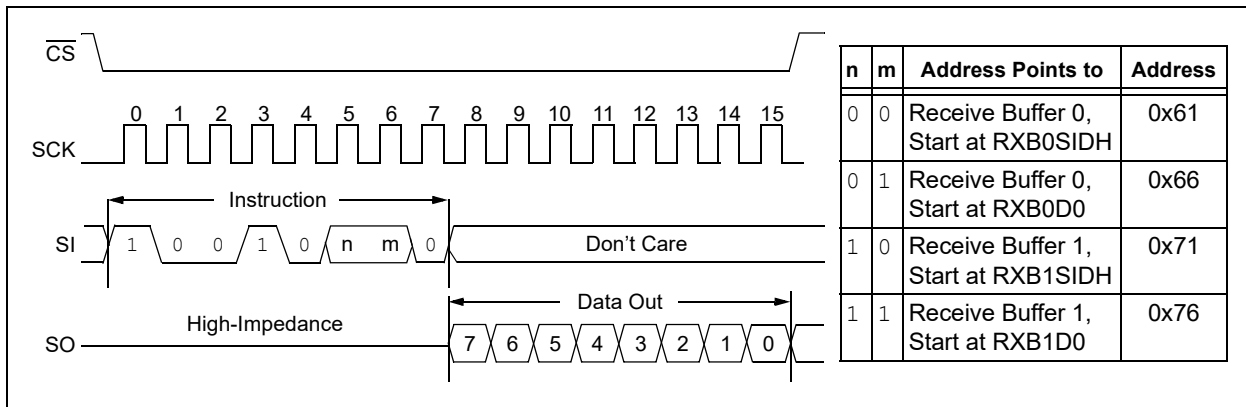 CS
0 1 2 3 4 5 6 7 8 9 10 11 12 13 14 15
SCK
Instruction
SI 1 0 0 1 0 n m 0 Don't Care
Data Out
High-Impedance
SO 7 6 5 4 3 2 1 0
n m Address Points to Address
0 0 Receive Buffer 0, 0x61
Start at RXB0SIDH
0 1 Receive Buffer 0, 0x66
Start at RXB0D0
1 0 Receive Buffer 1, 0x71
Start at RXB1SIDH
1 1 Receive Buffer 1, 0x76
Start at RXB1D0